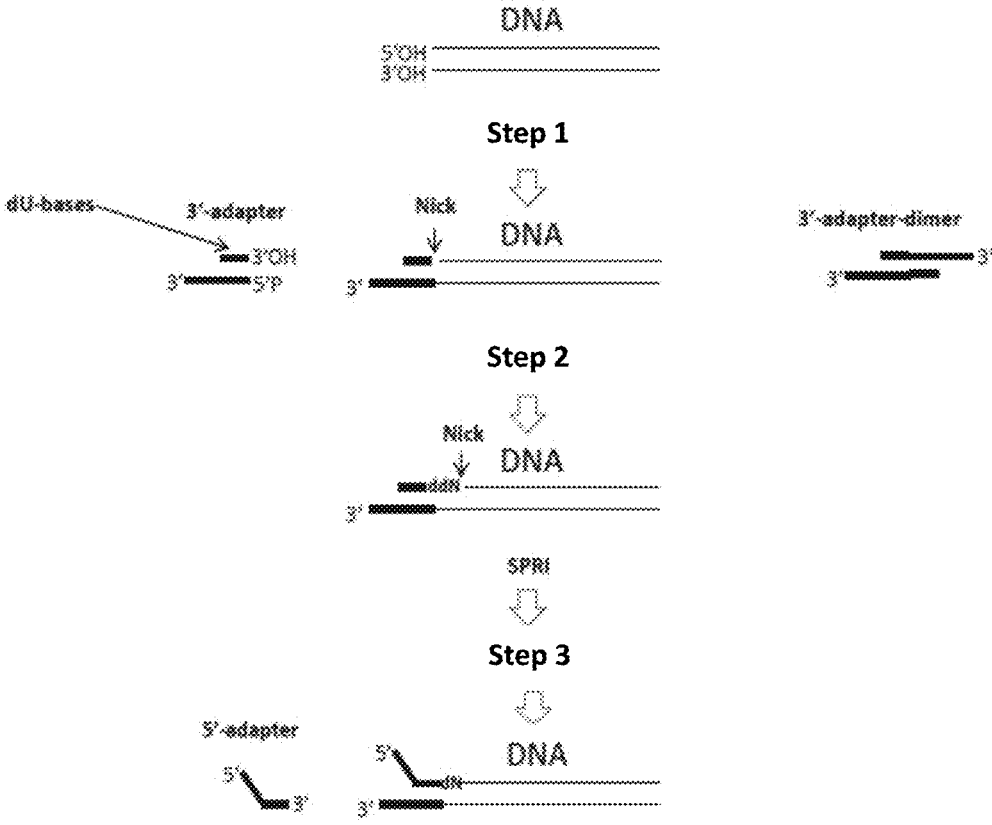 DNA
5'OH
3'OH
Step 1
dU-bases
3'-adapter
Nick
DNA
3'-adapter-dimer
3'OH
3'
3'
5'P
3'
3'
Step 2
Nick
DNA
ddN
3'
SPRI
Step 3
5'-adapter
DNA
5'
5'
dN
3'
3'